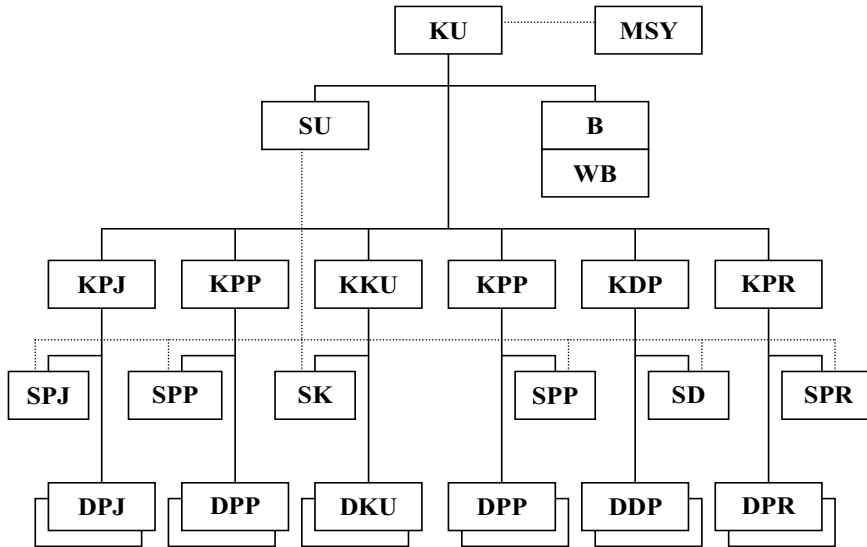 KU MSY
SU B
WB
KPJ KPP KKU KPP KDP KPR
SPJ SPP SK SPP SD SPR
DPJ DPP DKU DPP DDP DPR